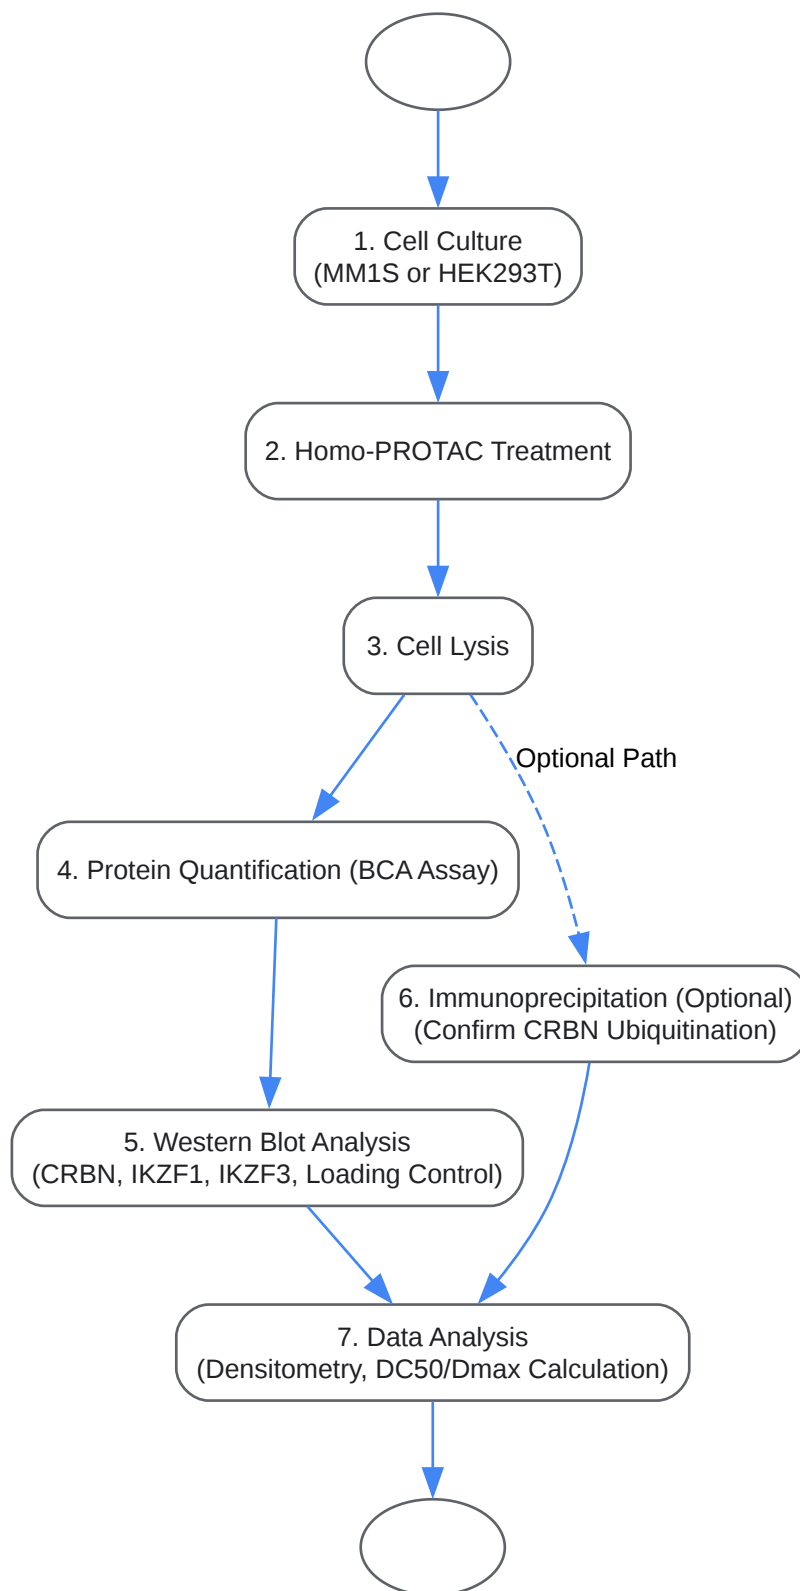 1. Cell Culture
(MM1S or HEK293T)
2. Homo-PROTAC Treatment
3. Cell Lysis
Optional Path
4. Protein Quantification (BCA Assay)
6. Immunoprecipitation (Optional)
(Confirm CRBN Ubiquitination)
5. Western Blot Analysis
(CRBN, IKZF1, IKZF3, Loading Control)
7. Data Analysis
(Densitometry, DC50/Dmax Calculation)